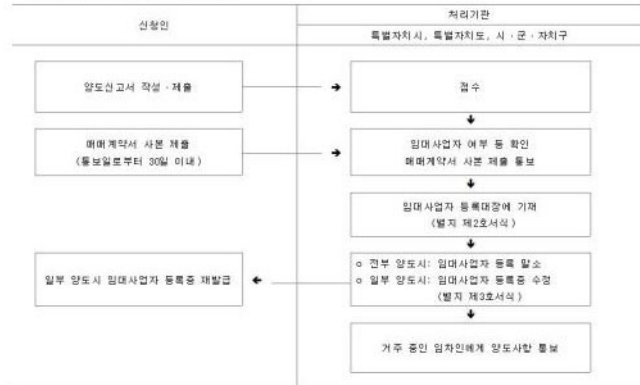 신청인
처리기관
특별자치시, 특별자치도, 시·군·자치구
양도신고서 작성·제출
접수
매매계약서 사본 제출
(통보일로부터 30일 이내)
임대사업자 여부 등 확인
매매계약서 사본 제출 통보
임대사업자 등록대장에 기재
(별지 제2호서식)
일부 양도시 임대사업자 등록증 재발급
○ 전부 양도시: 임대사업자 등록 말소
○ 일부 양도시: 임대사업자 등록증 수정
(별지 제3호서식)
거주 중인 임차인에게 양도사항 통보